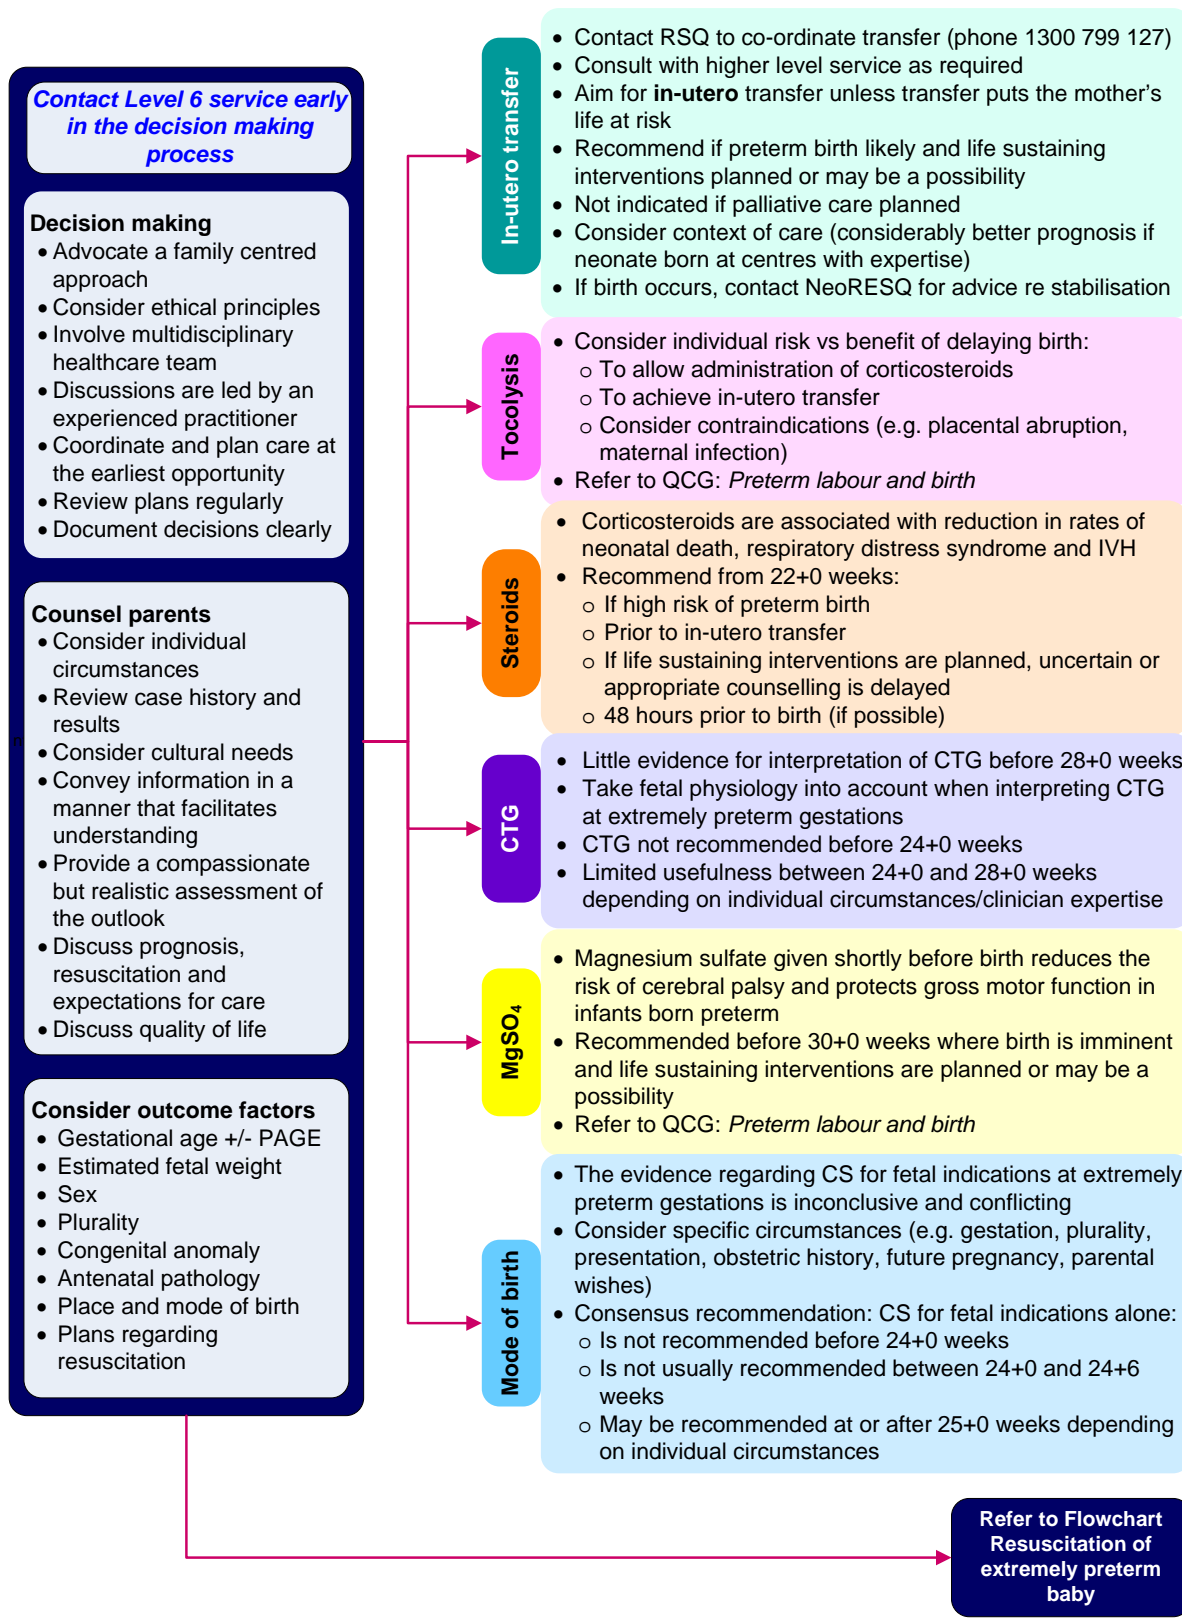 Contact Level 6 service early
in the decision making
process
Decision making
• Advocate a family centred
approach
• Consider ethical principles
• Involve multidisciplinary
healthcare team
• Discussions are led by an
experienced practitioner
• Coordinate and plan care at
the earliest opportunity
• Review plans regularly
• Document decisions clearly
Counsel parents
• Consider individual
circumstances
• Review case history and
results
• Consider cultural needs
• Convey information in a
manner that facilitates
understanding
• Provide a compassionate
but realistic assessment of
the outlook
• Discuss prognosis,
resuscitation and
expectations for care
• Discuss quality of life
Consider outcome factors
• Gestational age +/- PAGE
• Estimated fetal weight
• Sex
• Plurality
• Congenital anomaly
• Antenatal pathology
• Place and mode of birth
• Plans regarding
resuscitation
In-utero transfer
• Contact RSQ to co-ordinate transfer (phone 1300 799 127)
• Consult with higher level service as required
• Aim for in-utero transfer unless transfer puts the mother's
life at risk
• Recommend if preterm birth likely and life sustaining
interventions planned or may be a possibility
• Not indicated if palliative care planned
• Consider context of care (considerably better prognosis if
neonate born at centres with expertise)
• If birth occurs, contact NeoRESQ for advice re stabilisation
Tocolysis
• Consider individual risk vs benefit of delaying birth:
o To allow administration of corticosteroids
o To achieve in-utero transfer
o Consider contraindications (e.g. placental abruption,
maternal infection)
• Refer to QCG: Preterm labour and birth
Steroids
• Corticosteroids are associated with reduction in rates of
neonatal death, respiratory distress syndrome and IVH
• Recommend from 22+0 weeks:
o If high risk of preterm birth
o Prior to in-utero transfer
o If life sustaining interventions are planned, uncertain or
appropriate counselling is delayed
o 48 hours prior to birth (if possible)
CTG
• Little evidence for interpretation of CTG before 28+0 weeks
• Take fetal physiology into account when interpreting CTG
at extremely preterm gestations
• CTG not recommended before 24+0 weeks
• Limited usefulness between 24+0 and 28+0 weeks
depending on individual circumstances/clinician expertise
MgSO₄
• Magnesium sulfate given shortly before birth reduces the
risk of cerebral palsy and protects gross motor function in
infants born preterm
• Recommended before 30+0 weeks where birth is imminent
and life sustaining interventions are planned or may be a
possibility
• Refer to QCG: Preterm labour and birth
Mode of birth
• The evidence regarding CS for fetal indications at extremely
preterm gestations is inconclusive and conflicting
• Consider specific circumstances (e.g. gestation, plurality,
presentation, obstetric history, future pregnancy, parental
wishes)
• Consensus recommendation: CS for fetal indications alone:
o Is not recommended before 24+0 weeks
o Is not usually recommended between 24+0 and 24+6
weeks
o May be recommended at or after 25+0 weeks depending
on individual circumstances
Refer to Flowchart
Resuscitation of
extremely preterm
baby